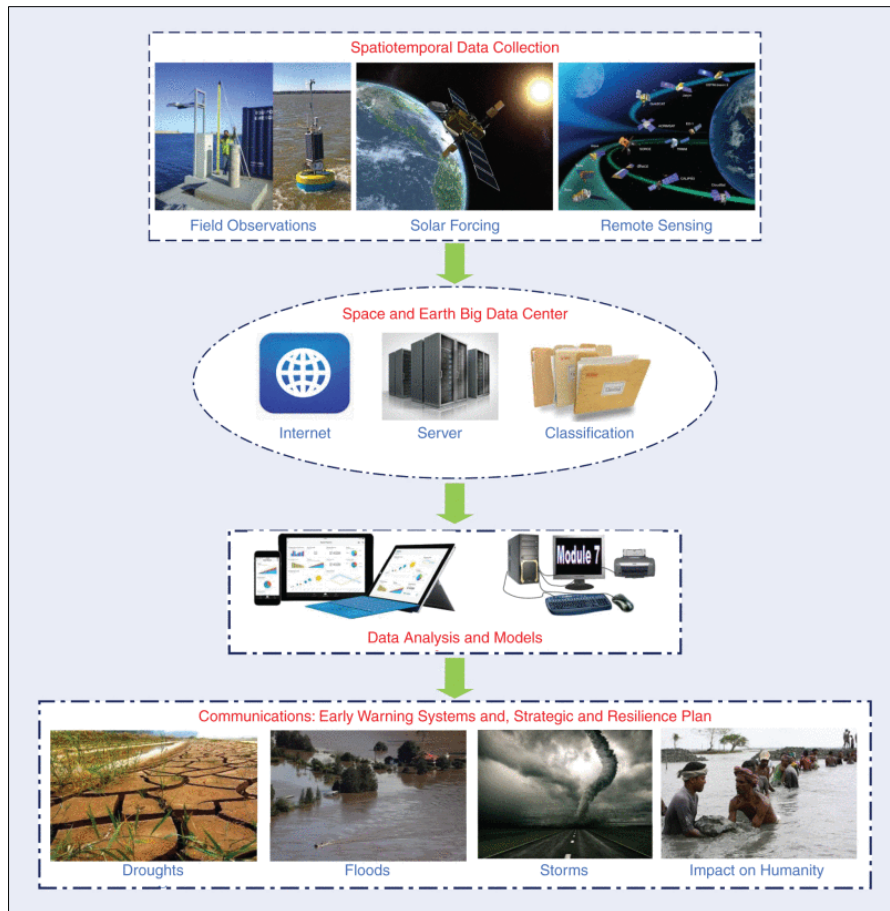 Spatiotemporal Data Collection
Field Observations
Solar Forcing
Remote Sensing
Space and Earth Big Data Center
Internet
Server
Classification
Module 7
Data Analysis and Models
Communications: Early Warning Systems and, Strategic and Resilience Plan
Droughts
Floods
Storms
Impact on Humanity